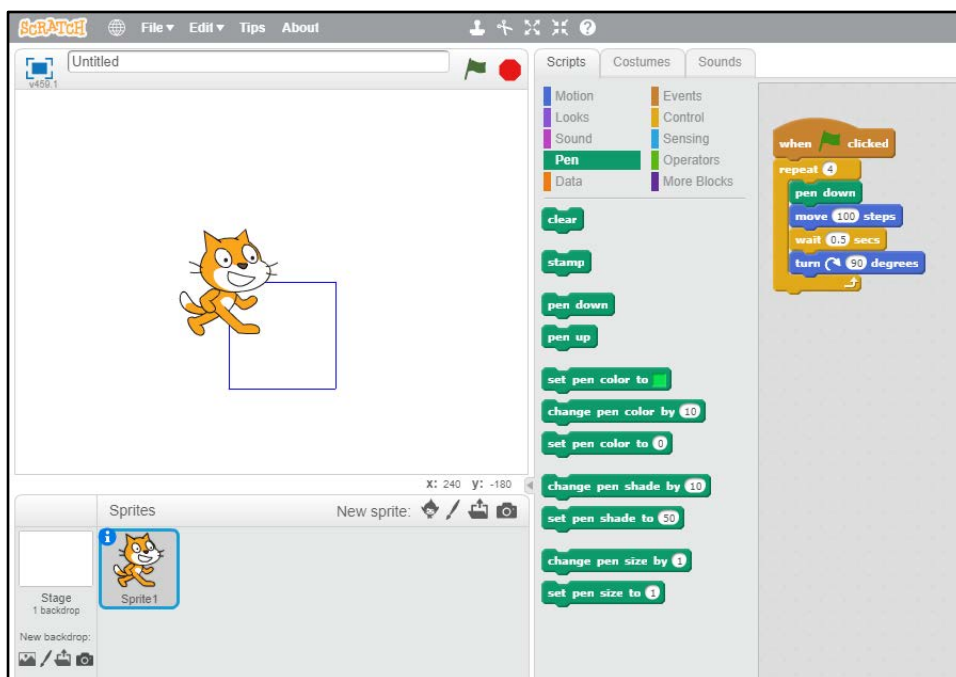 SCRATCH File Edit Tips About
Untitled
v459.1
x: 240 y: -180
Sprites New sprite:
Stage
1 backdrop
New backdrop:
Sprite1
Scripts Costumes Sounds
Motion Events
Looks Control
Sound Sensing
Pen Operators
Data More Blocks
clear
stamp
pen down
pen up
set pen color to
change pen color by 10
set pen color to 0
change pen shade by 10
set pen shade to 50
change pen size by 1
set pen size to 1
when clicked
repeat 4
pen down
move 100 steps
wait 0.5 secs
turn 90 degrees